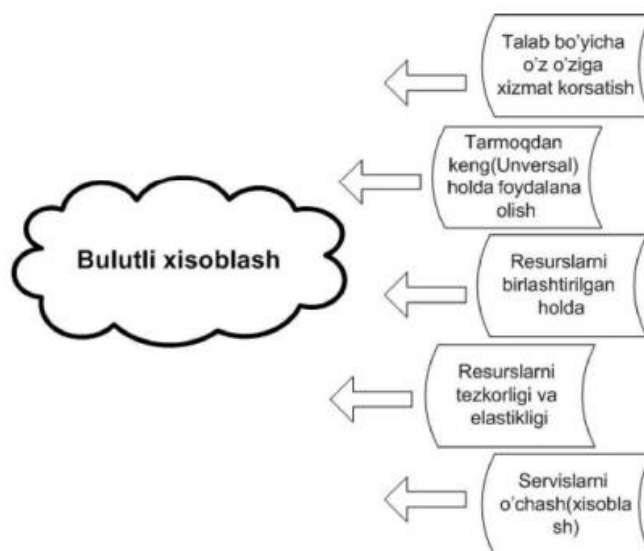 Talab bo'yicha
o'z o'ziga
xizmat korsatish
Tarmoqdan
keng(Unversal)
holda foydalana
olish
Bulutli xisoblash
Resurslarni
birlashtirilgan
holda
Resurslarni
tezkorligi va
elastikligi
Servislarni
o'chash(xisobla
sh)